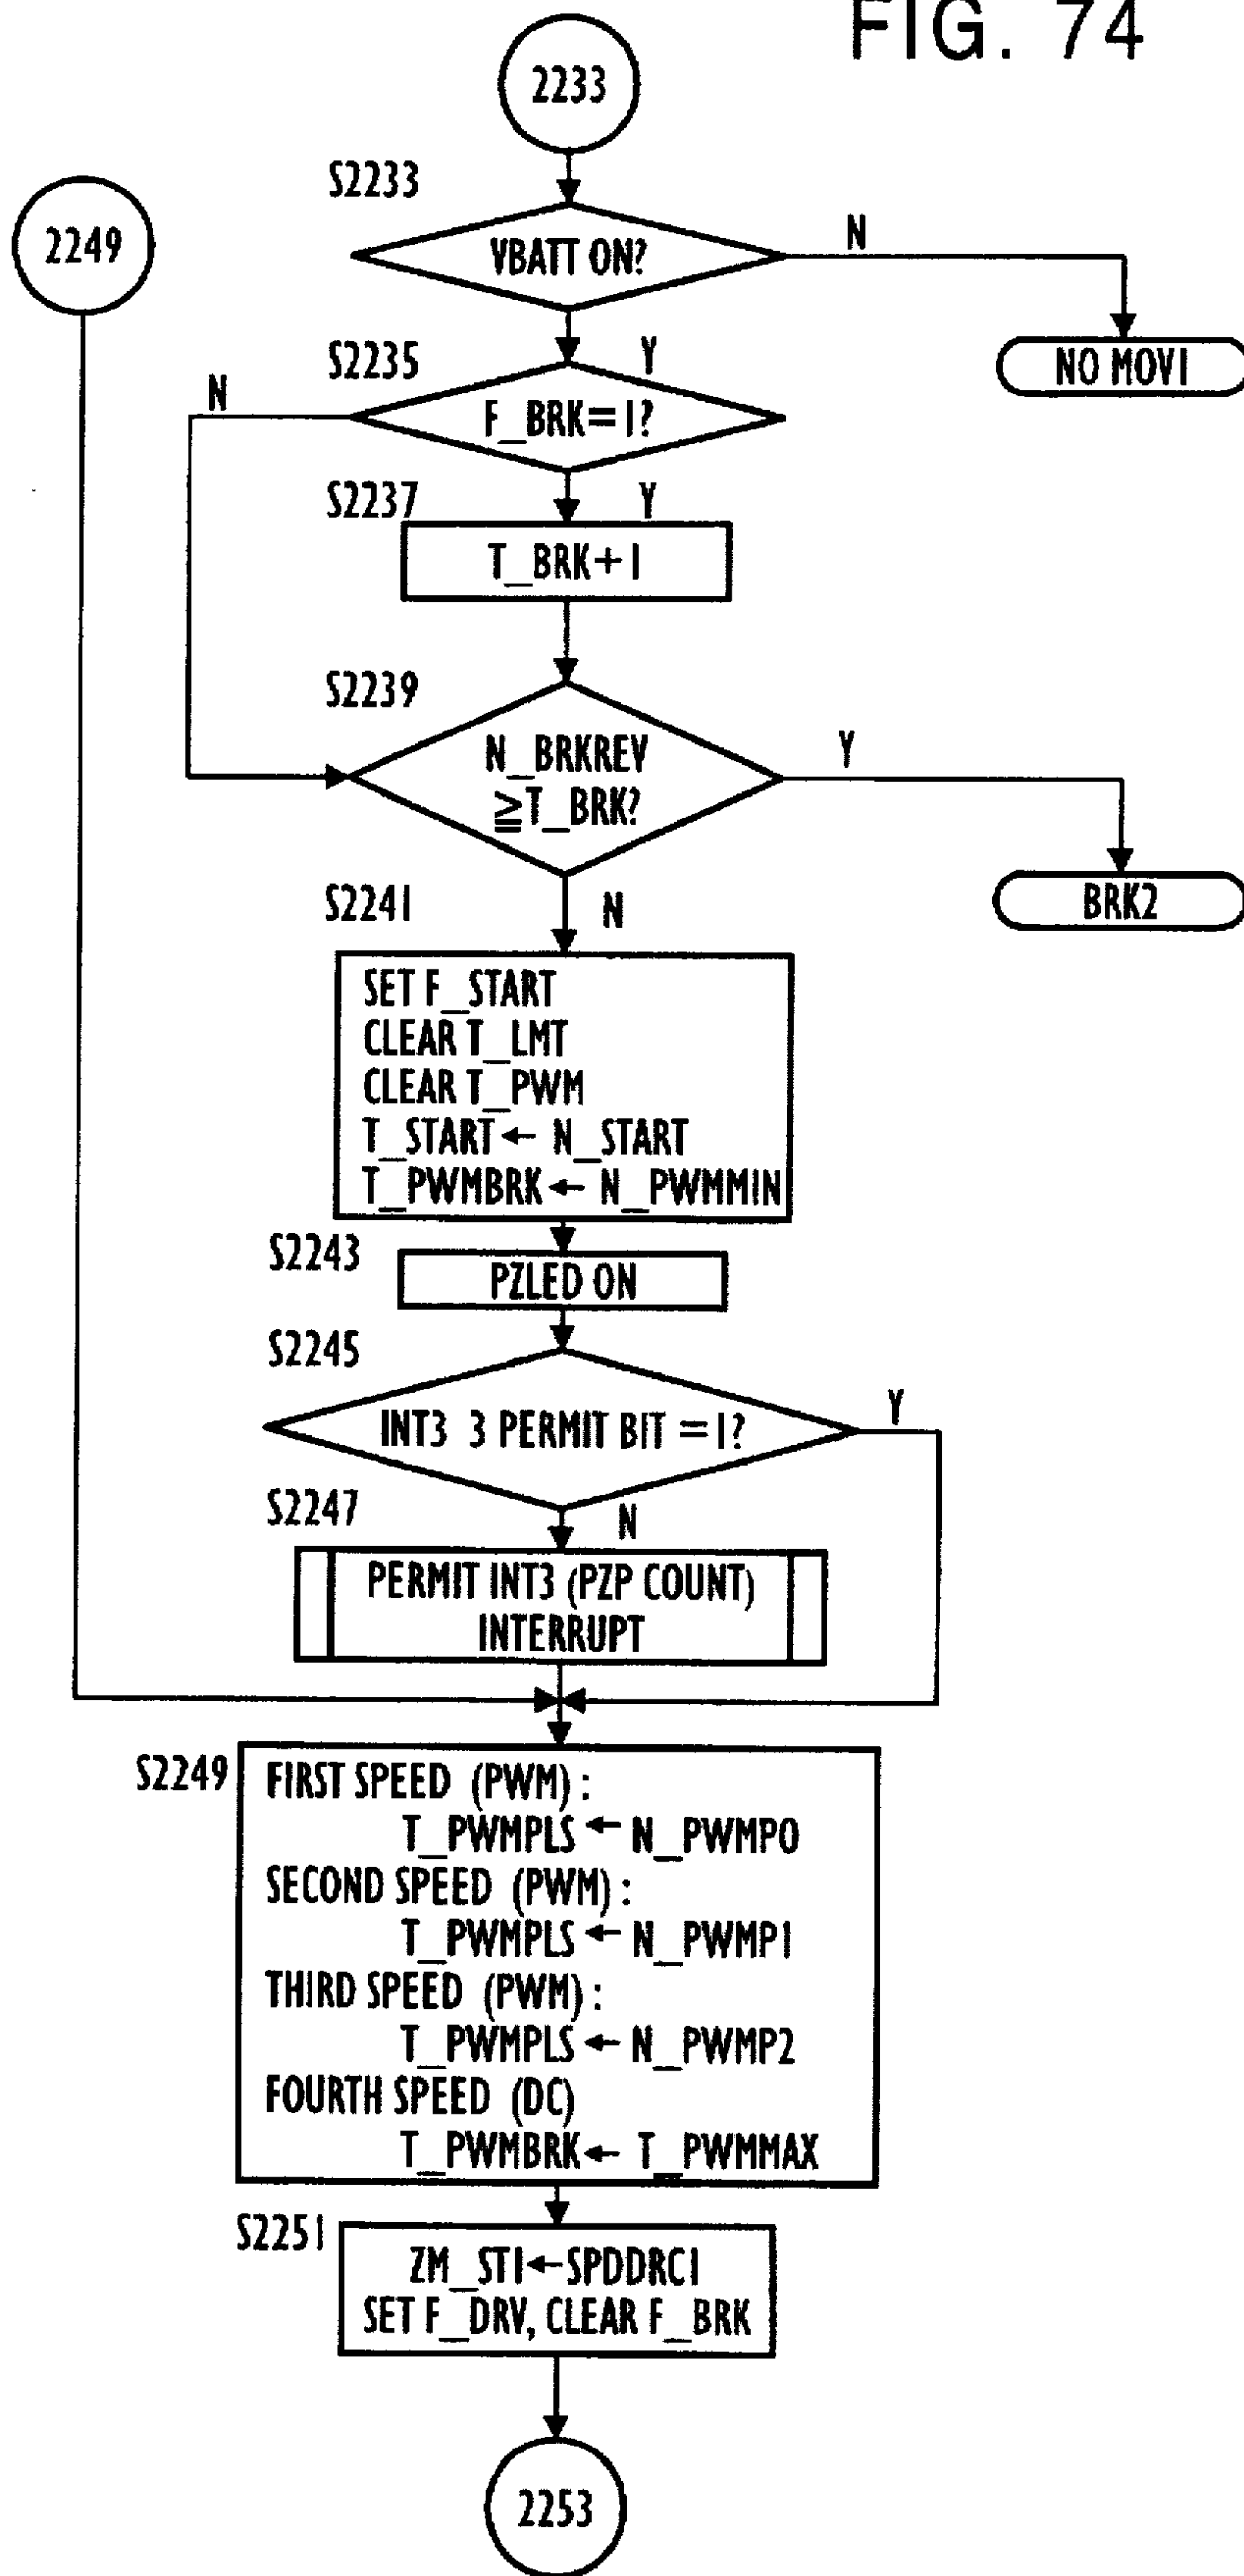 FIG. 74
2233
S2233
2249
VBATT ON?
N
NO MOV1
S2235
Y
N
F_BRK=1?
S2237
Y
T_BRK+1
S2239
N_BRKREV
≧T_BRK?
Y
BRK2
S2241
N
SET F_START
CLEAR T_LMT
CLEAR T_PWM
T_START← N_START
T_PWMBRK← N_PWMMIN
S2243
PZLED ON
S2245
INT3 3 PERMIT BIT =1?
Y
S2247
N
PERMIT INT3 (PZP COUNT)
INTERRUPT
S2249
FIRST SPEED (PWM) :
T_PWMPLS ← N_PWMP0
SECOND SPEED (PWM) :
T_PWMPLS ← N_PWMP1
THIRD SPEED (PWM) :
T_PWMPLS ← N_PWMP2
FOURTH SPEED (DC)
T_PWMBRK← T_PWMMAX
S2251
ZM_ST1←SPDDRC1
SET F_DRV, CLEAR F_BRK
2253